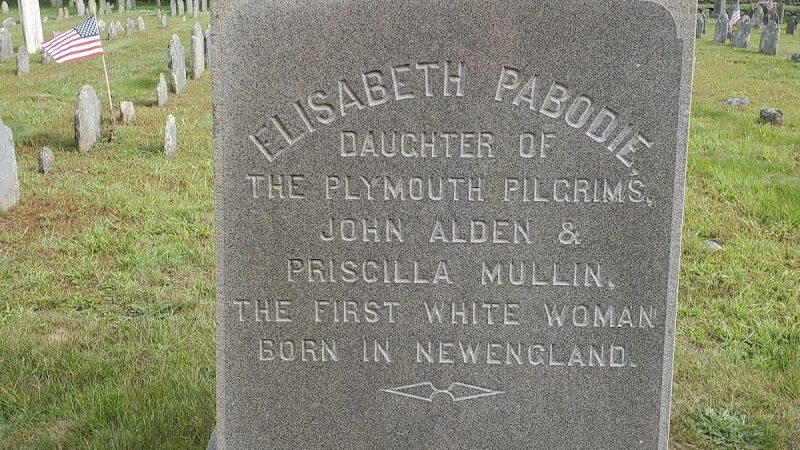 ELISABETH PABODIE,
DAUGHTER OF
THE PLYMOUTH PILGRIMS,
JOHN ALDEN &
PRISCILLA MULLIN,
THE FIRST WHITE WOMAN
BORN IN NEWENGLAND.